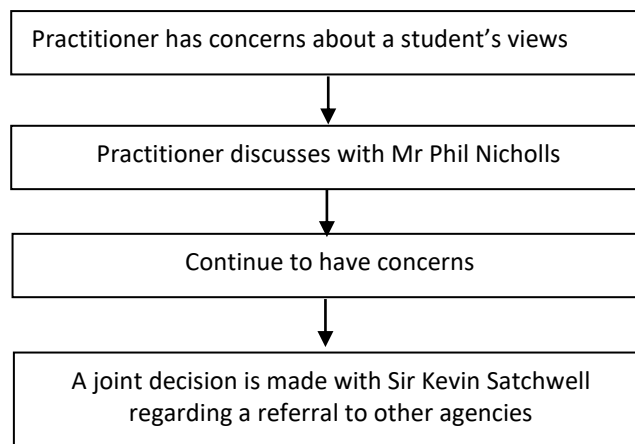 Practitioner has concerns about a student’s views
Practitioner discusses with Mr Phil Nicholls
Continue to have concerns
A joint decision is made with Sir Kevin Satchwell
regarding a referral to other agencies